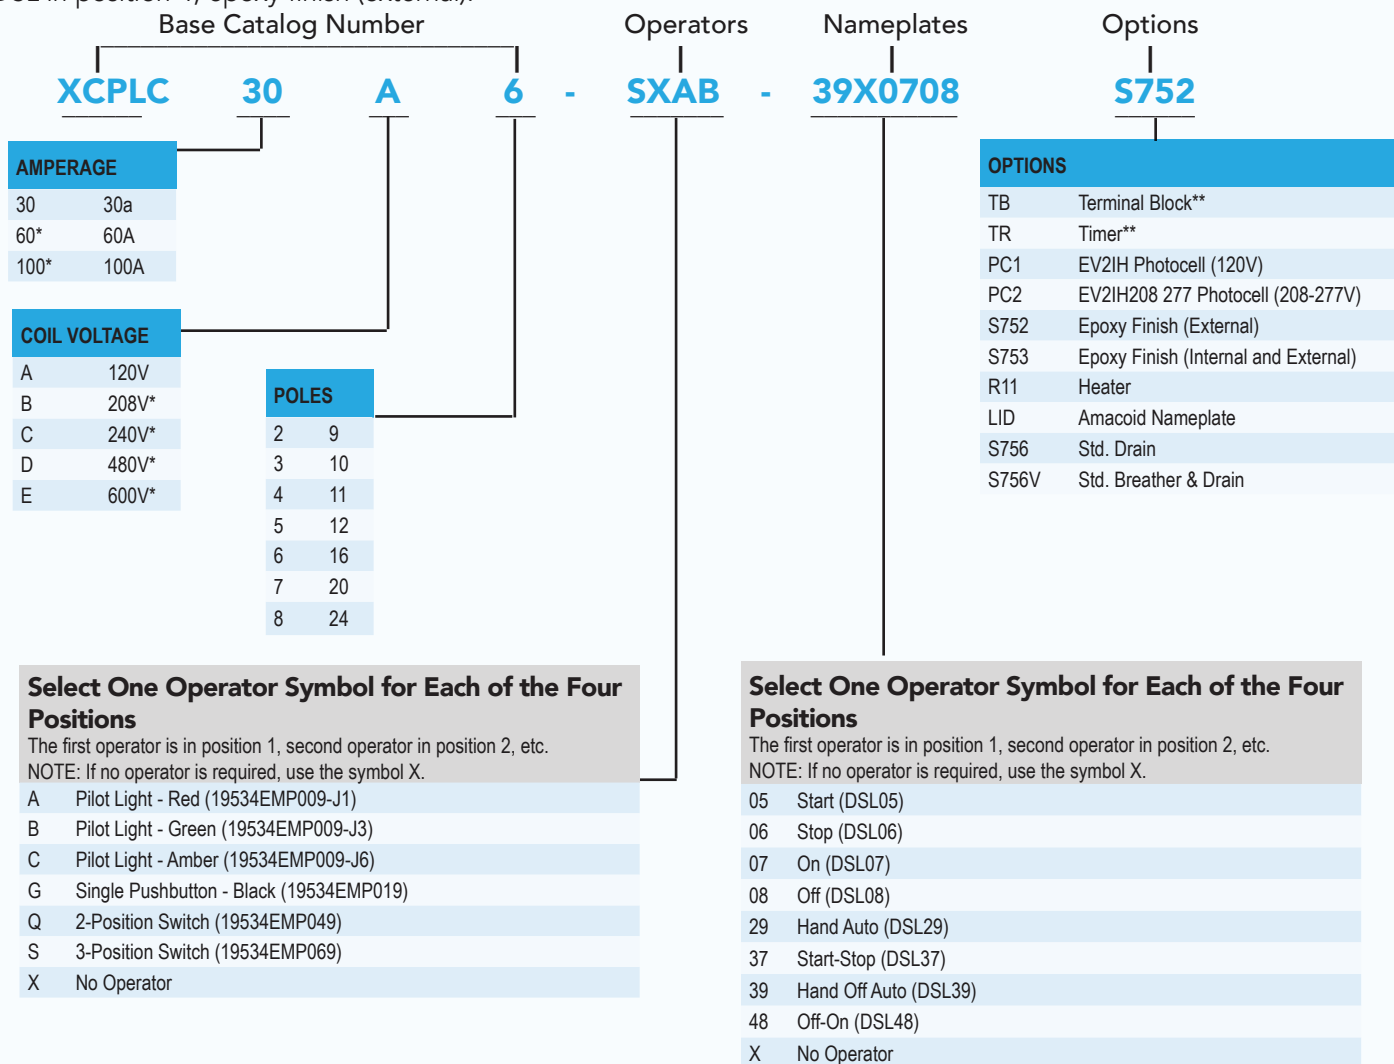 in position 4, epoxy finish (external).
Base Catalog Number Operators Nameplates Options
XCPLC 30 A 6 - SXAB - 39X0708 S752
AMPERAGE
30 30a
60* 60A
100* 100A
COIL VOLTAGE
A 120V
B 208V*
C 240V*
D 480V*
E 600V*
POLES
2 9
3 10
4 11
5 12
6 16
7 20
8 24
OPTIONS
TB Terminal Block**
TR Timer**
PC1 EV2IH Photocell (120V)
PC2 EV2IH208 277 Photocell (208-277V)
S752 Epoxy Finish (External)
S753 Epoxy Finish (Internal and External)
R11 Heater
LID Amacoid Nameplate
S756 Std. Drain
S756V Std. Breather & Drain
Select One Operator Symbol for Each of the Four
Positions
The first operator is in position 1, second operator in position 2, etc.
NOTE: If no operator is required, use the symbol X.
A Pilot Light - Red (19534EMP009-J1)
B Pilot Light - Green (19534EMP009-J3)
C Pilot Light - Amber (19534EMP009-J6)
G Single Pushbutton - Black (19534EMP019)
Q 2-Position Switch (19534EMP049)
S 3-Position Switch (19534EMP069)
X No Operator
Select One Operator Symbol for Each of the Four
Positions
The first operator is in position 1, second operator in position 2, etc.
NOTE: If no operator is required, use the symbol X.
05 Start (DSL05)
06 Stop (DSL06)
07 On (DSL07)
08 Off (DSL08)
29 Hand Auto (DSL29)
37 Start-Stop (DSL37)
39 Hand Off Auto (DSL39)
48 Off-On (DSL48)
X No Operator